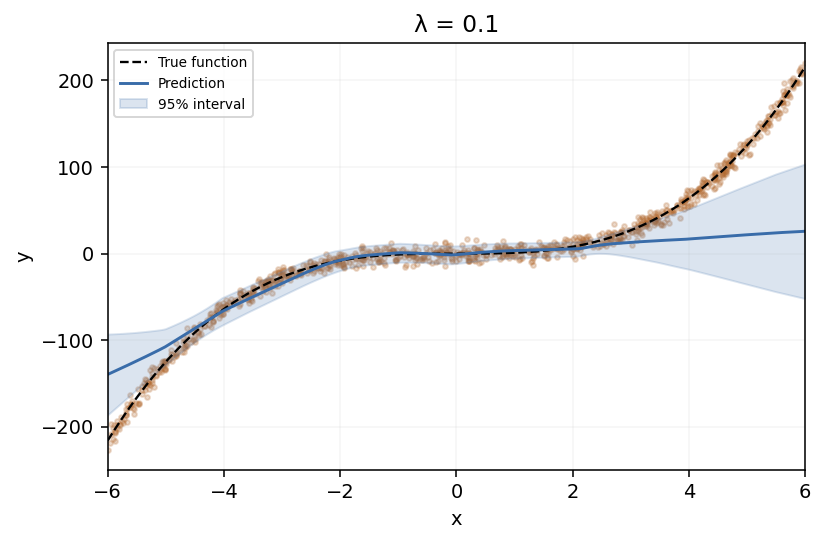 λ = 0.1
True function
Prediction
95% interval
200
100
0
−100
−200
y
−6
−4
−2
0
2
4
6
x